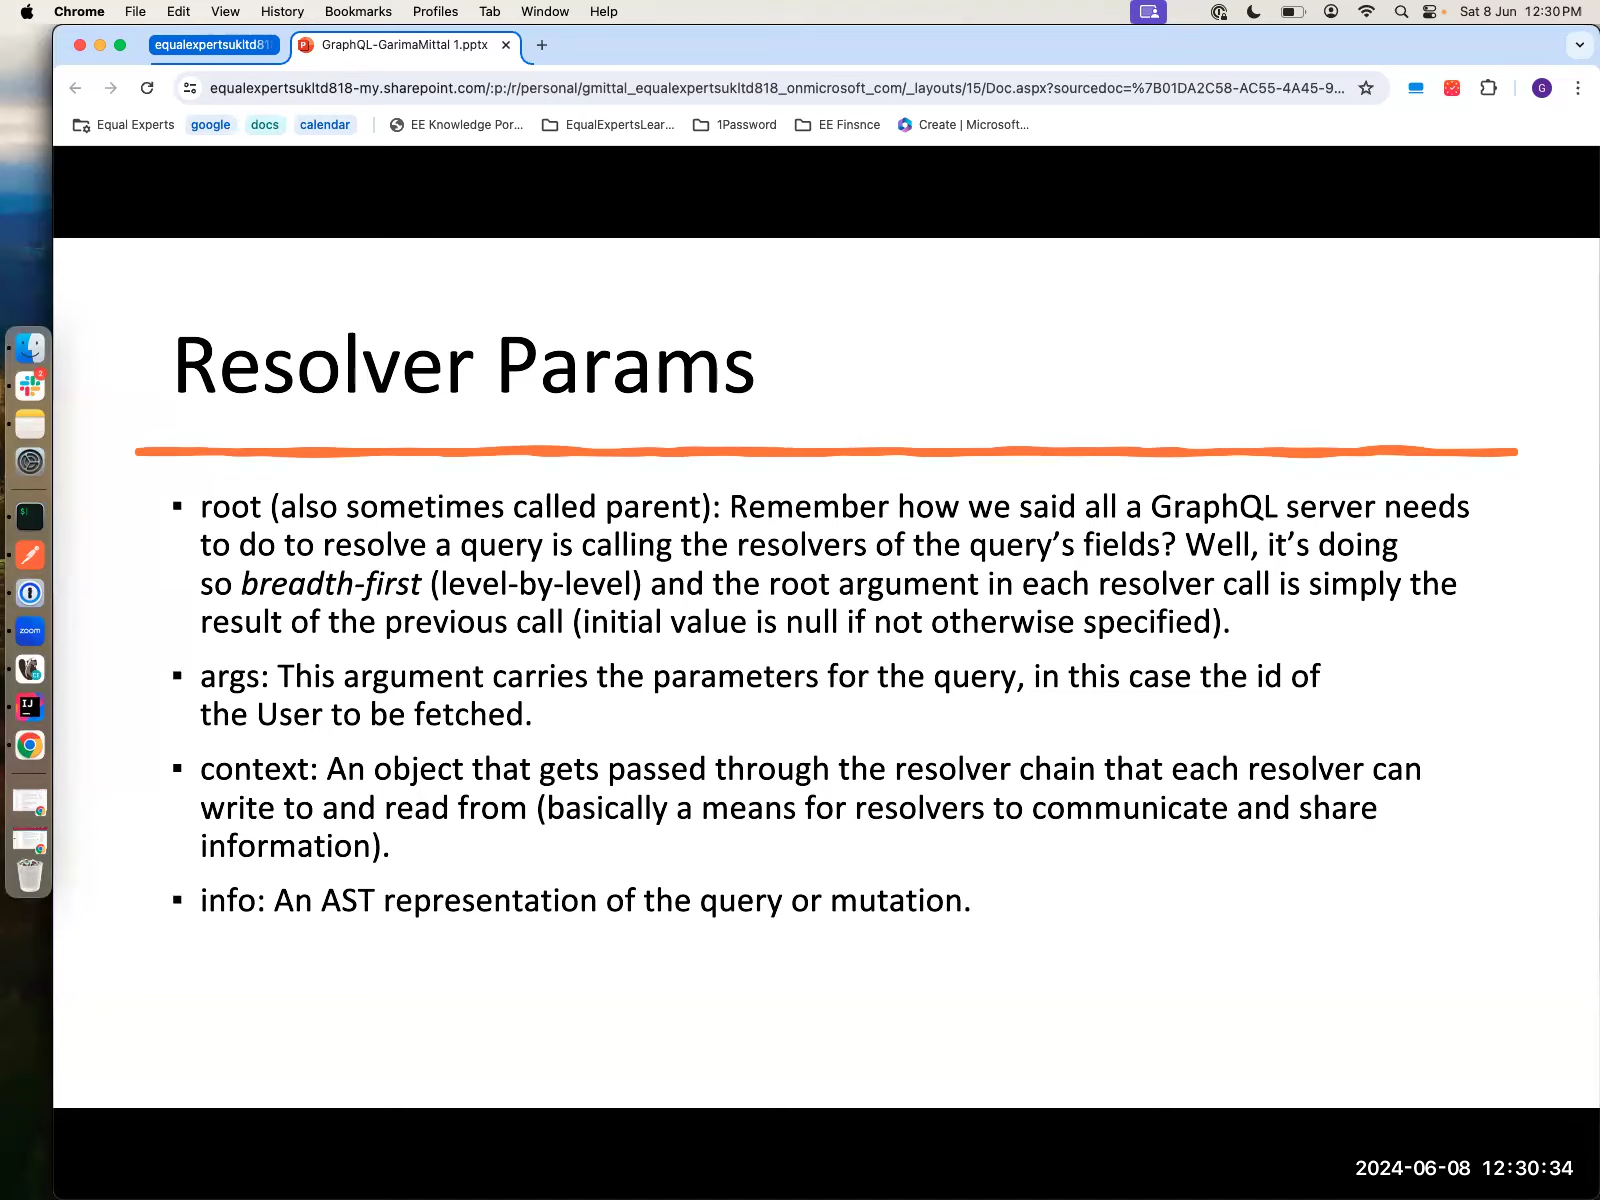 Chrome File Edit View History Bookmarks Profiles Tab Window Help Sat 8 Jun 12:30 PM
equalexpertsukltd818 GraphQL-GarimaMittal 1.pptx
equalexpertsukltd818-my.sharepoint.com/:p:/r/personal/gmittal_equalexpertsukltd818_onmicrosoft_com/_layouts/15/Doc.aspx?sourcedoc=%7B01DA2C58-AC55-4A45-9... G
Equal Experts google docs calendar EE Knowledge Por... EqualExpertsLear... 1Password EE Finsnce Create | Microsoft...
Resolver Params
▪ root (also sometimes called parent): Remember how we said all a GraphQL server needs
to do to resolve a query is calling the resolvers of the query’s fields? Well, it’s doing
so breadth-first (level-by-level) and the root argument in each resolver call is simply the
result of the previous call (initial value is null if not otherwise specified).
▪ args: This argument carries the parameters for the query, in this case the id of
the User to be fetched.
▪ context: An object that gets passed through the resolver chain that each resolver can
write to and read from (basically a means for resolvers to communicate and share
information).
▪ info: An AST representation of the query or mutation.
2
zoom
IJ
2024-06-08 12:30:34